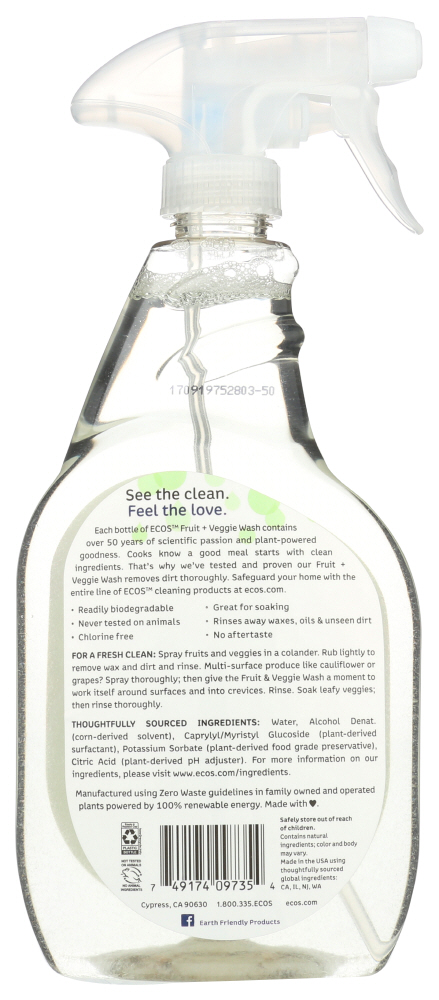 170919752803-50
See the clean.
Feel the love.
Each bottle of ECOS™ Fruit + Veggie Wash contains
over 50 years of scientific passion and plant-powered
goodness. Cooks know a good meal starts with clean
ingredients. That's why we've tested and proven our Fruit +
Veggie Wash removes dirt thoroughly. Safeguard your home with the
entire line of ECOS™ cleaning products at ecos.com.
• Readily biodegradable
• Never tested on animals
• Chlorine free
• Great for soaking
• Rinses away waxes, oils & unseen dirt
• No aftertaste
FOR A FRESH CLEAN: Spray fruits and veggies in a colander. Rub lightly to
remove wax and dirt and rinse. Multi-surface produce like cauliflower or
grapes? Spray thoroughly; then give the Fruit & Veggie Wash a moment to
work itself around surfaces and into crevices. Rinse. Soak leafy veggies;
then rinse thoroughly.
THOUGHTFULLY SOURCED INGREDIENTS: Water, Alcohol Denat.
(corn-derived solvent), Caprylyl/Myristyl Glucoside (plant-derived
surfactant), Potassium Sorbate (plant-derived food grade preservative),
Citric Acid (plant-derived pH adjuster). For more information on our
ingredients, please visit www.ecos.com/ingredients.
Manufactured using Zero Waste guidelines in family owned and operated
plants powered by 100% renewable energy. Made with ♥.
PLASTIC
BOTTLE
NOT TESTED
ON ANIMALS
NO ANIMAL
INGREDIENTS
7 49174 09735 4
Safely store out of reach
of children.
Contains natural
ingredients; color and body
may vary.
Made in the USA using
thoughtfully sourced
global ingredients:
CA, IL, NJ, WA
Cypress, CA 90630 1.800.335.ECOS ecos.com
Earth Friendly Products